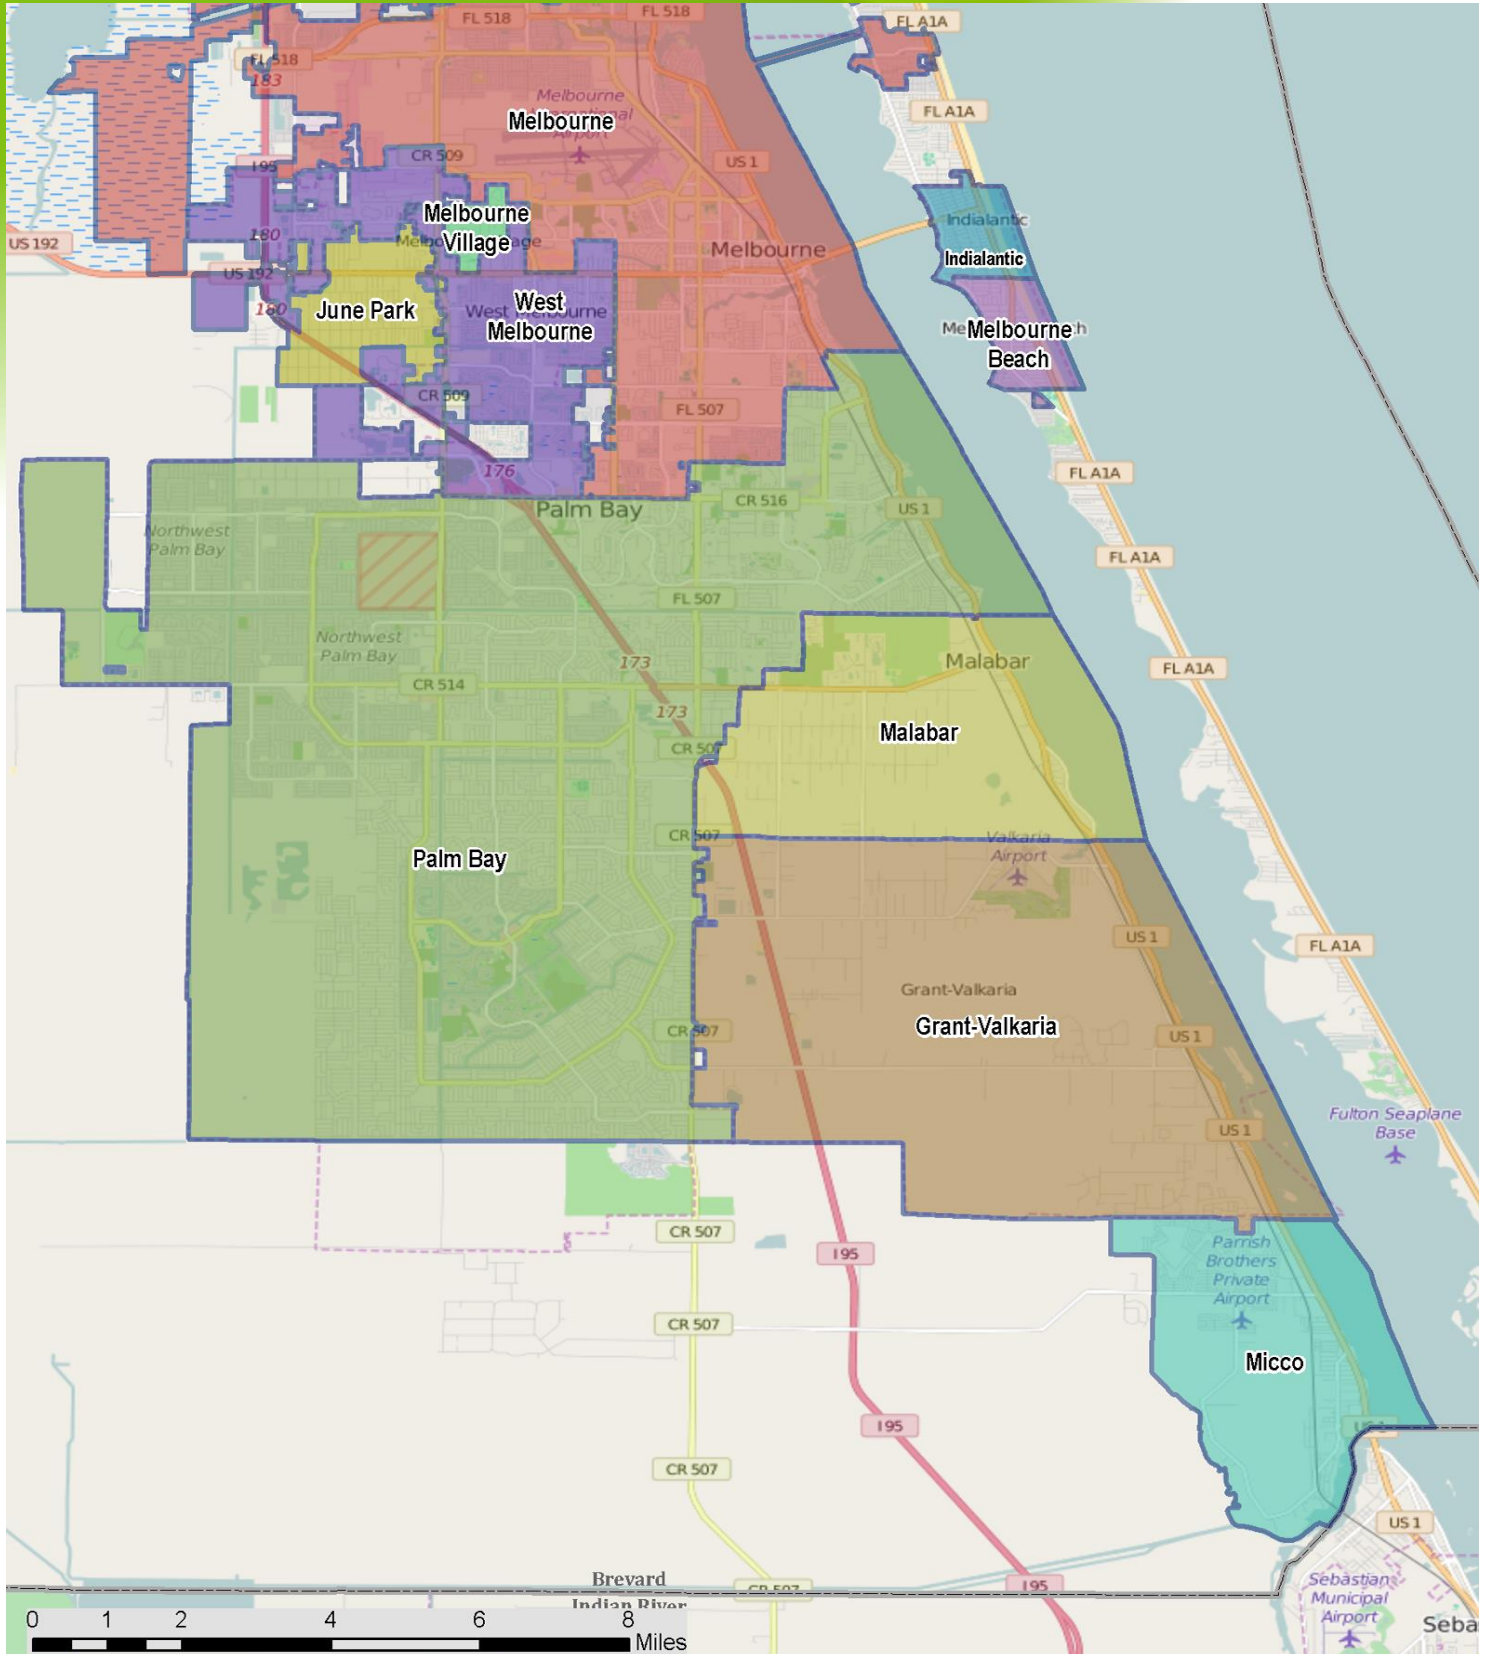 FL 518
FL 518
FL A1A
FL 518
183
Melbourne
International
Airport
Melbourne
FL A1A
CR 509
I 95
US 1
Melbourne
Village
Indialantic
US 192
180
Melbourne
Indialantic
US 192
June Park
180
West
Melbourne
West Melbourne
Melbourne
Beach
CR 509
FL 507
176
FL A1A
CR 516
Palm Bay
US 1
Northwest
Palm Bay
FL A1A
FL 507
Northwest
Palm Bay
173
Malabar
FL A1A
CR 514
173
Malabar
CR 507
CR 507
Valkaria
Airport
Palm Bay
US 1
FL A1A
Grant-Valkaria
Grant-Valkaria
CR 507
US 1
Fulton Seaplane
Base
US 1
CR 507
I 95
Parrish
Brothers
Private
Airport
CR 507
Micco
I 95
US 1
CR 507
US 1
Brevard
Indian River
CR 507
I 95
Sebastian
Municipal
Airport
Seba
0 1 2 4 6 8
Miles